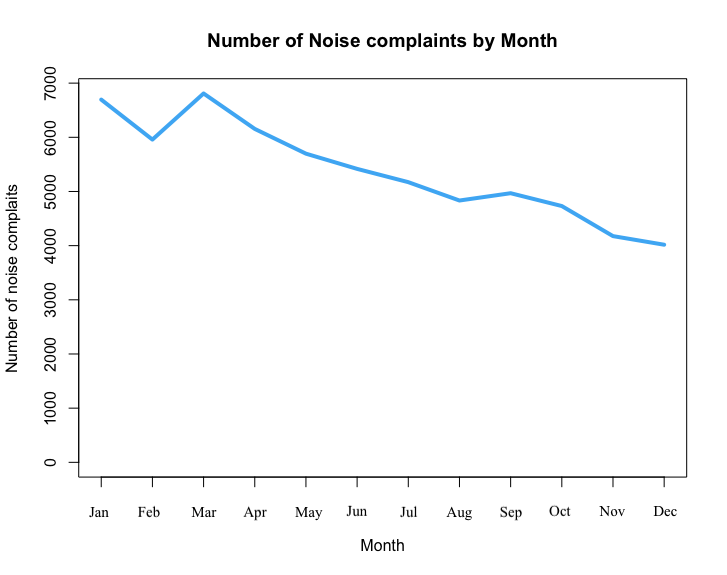 Number of Noise complaints by Month
Number of noise complaits
7000
6000
5000
4000
3000
2000
1000
0
Jan Feb Mar Apr May Jun Jul Aug Sep Oct Nov Dec
Month